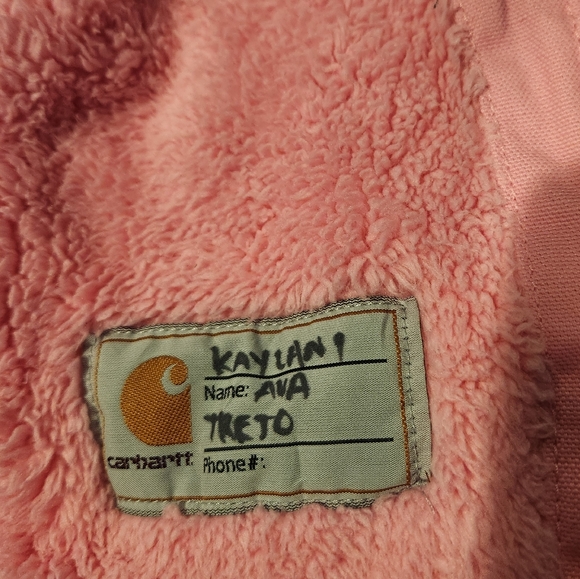 KAYLANI
Name: AVA
TRETO
carhartt. Phone#: